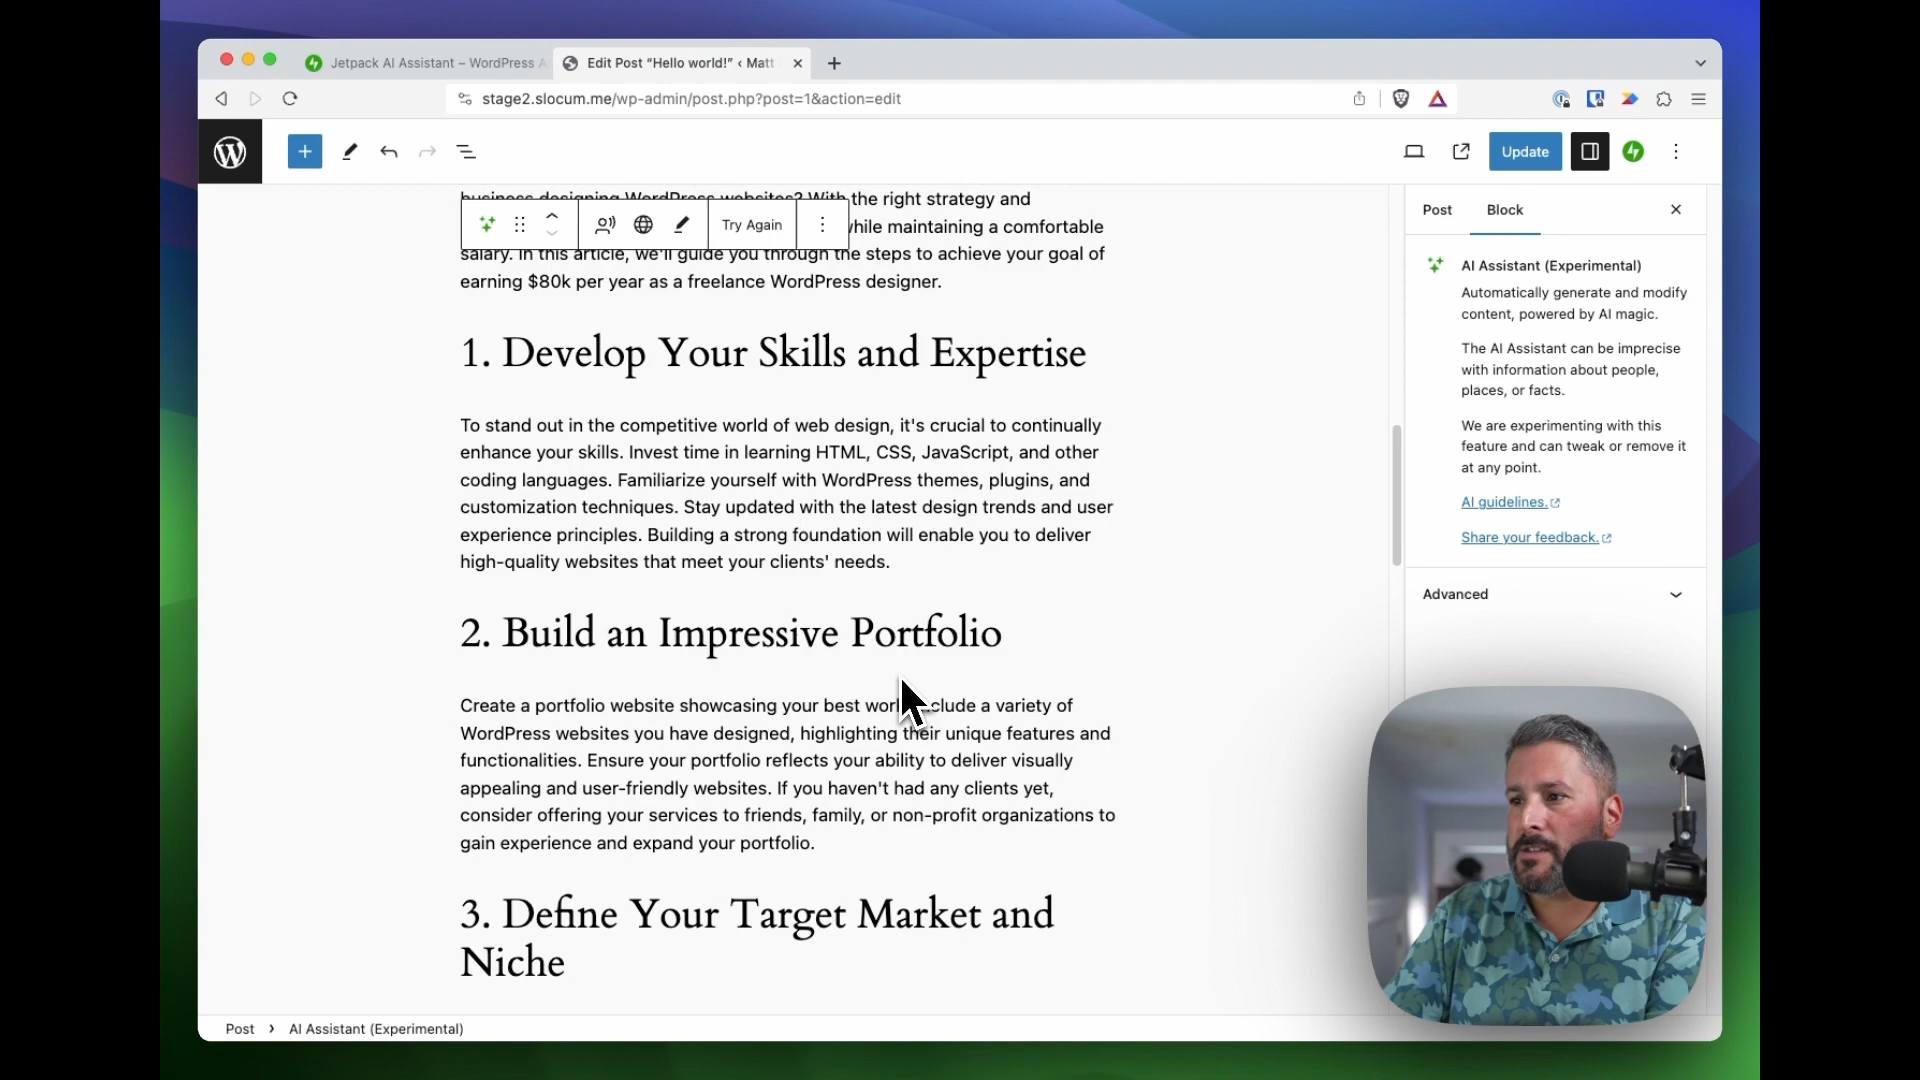 Jetpack AI Assistant – WordPress A
Edit Post “Hello world!” ‹ Matt
stage2.slocum.me/wp-admin/post.php?post=1&action=edit
Update
business designing WordPress websites? With the right strategy and
Try Again
while maintaining a comfortable
salary. In this article, we'll guide you through the steps to achieve your goal of
earning $80k per year as a freelance WordPress designer.
1. Develop Your Skills and Expertise
To stand out in the competitive world of web design, it's crucial to continually
enhance your skills. Invest time in learning HTML, CSS, JavaScript, and other
coding languages. Familiarize yourself with WordPress themes, plugins, and
customization techniques. Stay updated with the latest design trends and user
experience principles. Building a strong foundation will enable you to deliver
high-quality websites that meet your clients' needs.
2. Build an Impressive Portfolio
Create a portfolio website showcasing your best a variety of
WordPress websites you have designed, highlighting their unique features and
functionalities. Ensure your portfolio reflects your ability to deliver visually
appealing and user-friendly websites. If you haven't had any clients yet,
consider offering your services to friends, family, or non-profit organizations to
gain experience and expand your portfolio.
3. Define Your Target Market and
Niche
Post Block
AI Assistant (Experimental)
Automatically generate and modify
content, powered by AI magic.
The AI Assistant can be imprecise
with information about people,
places, or facts.
We are experimenting with this
feature and can tweak or remove it
at any point.
AI guidelines.
Share your feedback.
Advanced
Post › AI Assistant (Experimental)